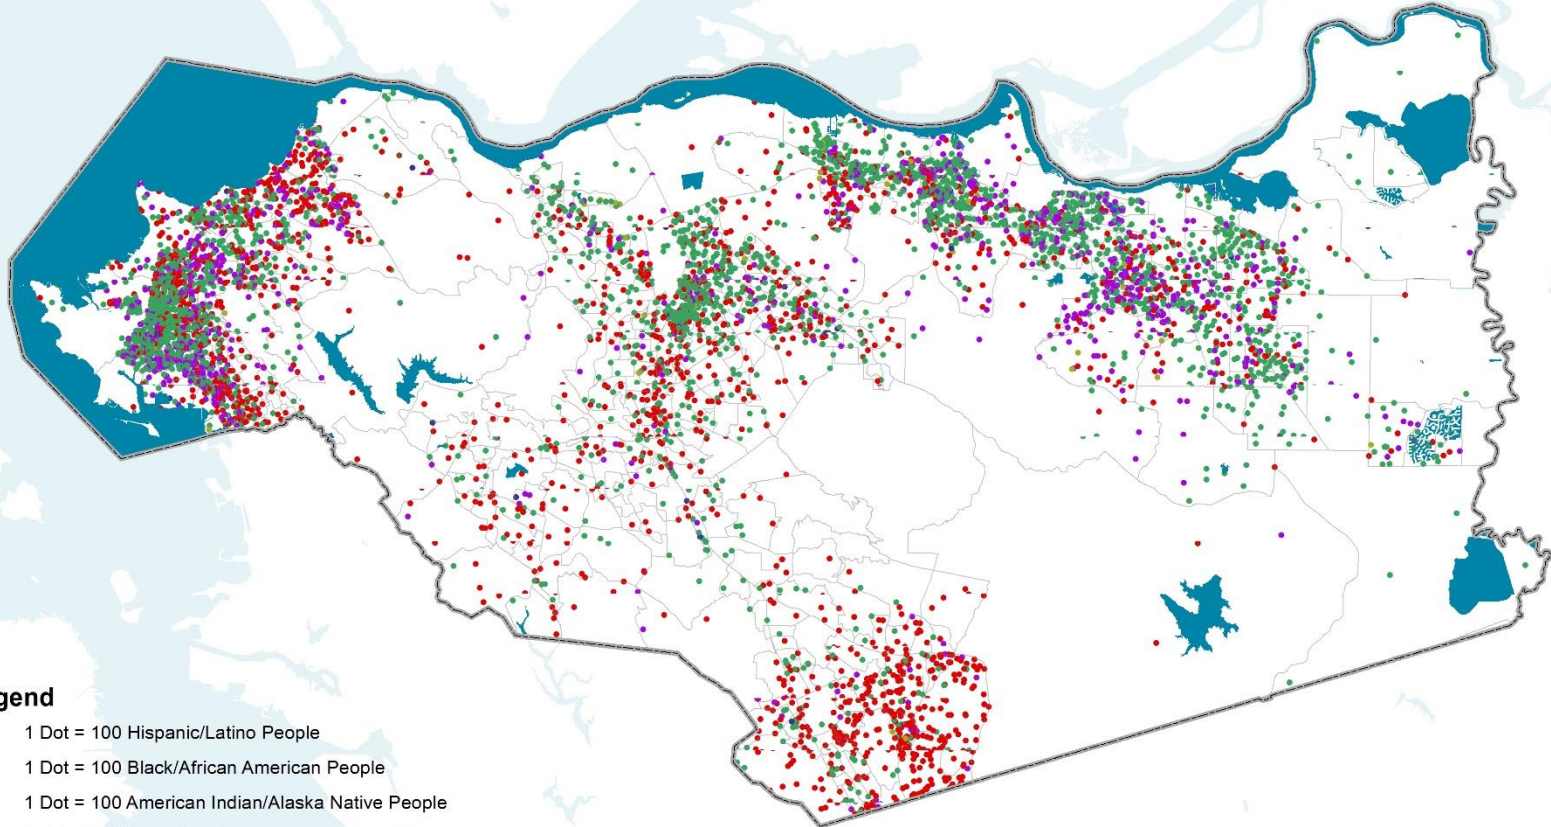 gend
1 Dot = 100 Hispanic/Latino People
1 Dot = 100 Black/African American People
1 Dot = 100 American Indian/Alaska Native People